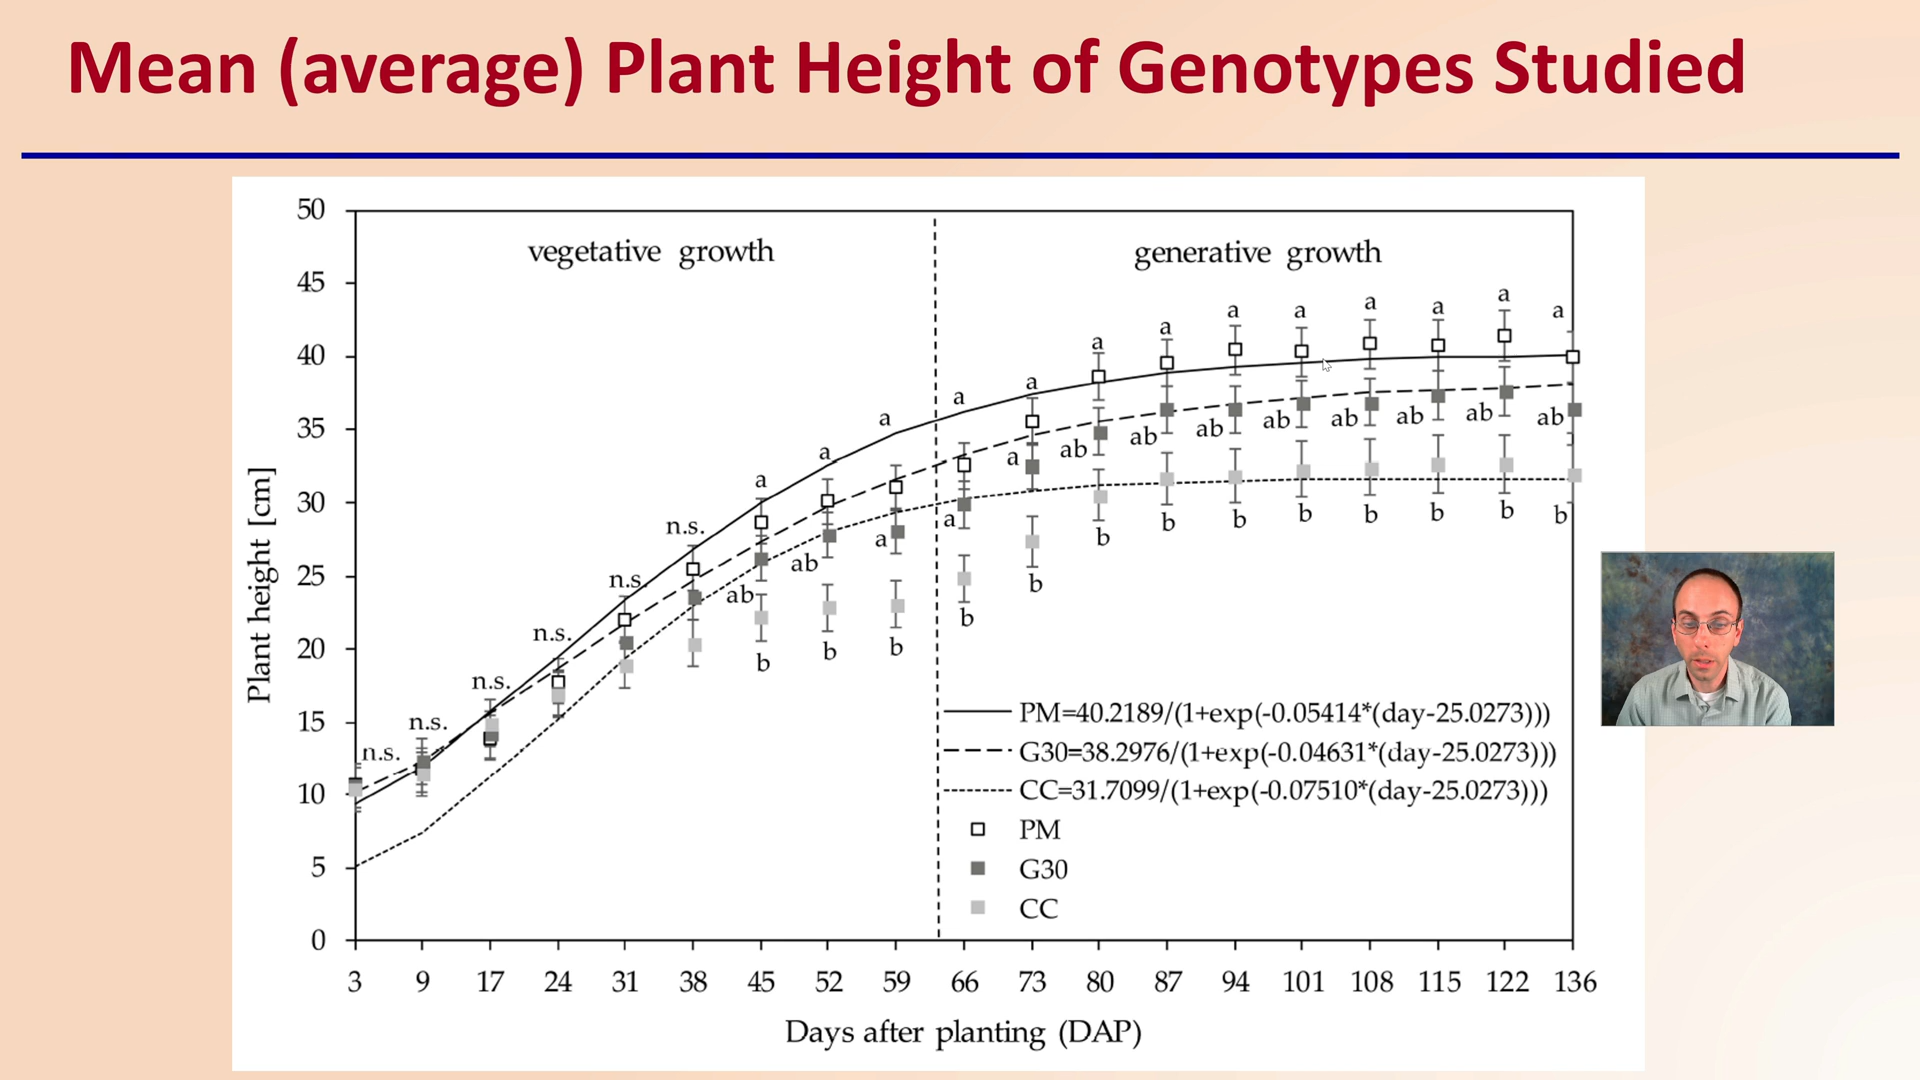 Mean (average) Plant Height of Genotypes Studied
50
vegetative growth
generative growth
45
40
35
30
25
20
15
10
5
0
Plant height [cm]
n.s.
n.s.
n.s.
n.s.
n.s.
n.s.
a
a
a
a
a
a
a
a
a
a
a
a
a
ab
ab
a
a
a
ab
ab
ab
ab
ab
ab
ab
ab
b
b
b
b
b
b
b
b
b
b
b
b
b
PM=40.2189/(1+exp(-0.05414*(day-25.0273)))
G30=38.2976/(1+exp(-0.04631*(day-25.0273)))
CC=31.7099/(1+exp(-0.07510*(day-25.0273)))
PM
G30
CC
3 9 17 24 31 38 45 52 59 66 73 80 87 94 101 108 115 122 136
Days after planting (DAP)